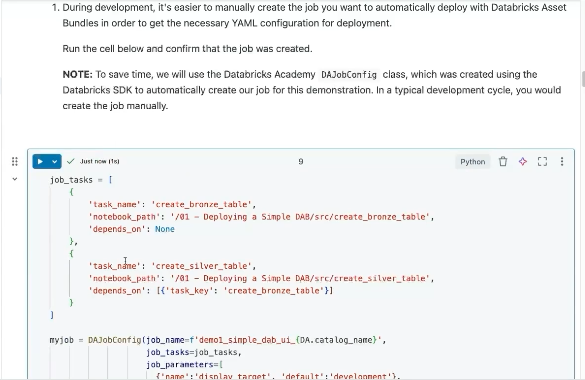 1. During development, it's easier to manually create the job you want to automatically deploy with Databricks Asset
Bundles in order to get the necessary YAML configuration for deployment.
Run the cell below and confirm that the job was created.
NOTE: To save time, we will use the Databricks Academy DAJobConfig class, which was created using the
Databricks SDK to automatically create our job for this demonstration. In a typical development cycle, you would
create the job manually.
Just now (1s)
9
Python
job_tasks = [
{
'task_name': 'create_bronze_table',
'notebook_path': '/01 - Deploying a Simple DAB/src/create_bronze_table',
'depends_on': None
},
{
'task_name': 'create_silver_table',
'notebook_path': '/01 - Deploying a Simple DAB/src/create_silver_table',
'depends_on': [{'task_key': 'create_bronze_table'}]
}
]
myjob = DAJobConfig(job_name=f'demo1_simple_dab_ui_{DA.catalog_name}',
job_tasks=job_tasks,
job_parameters=[
{'name':'display_target', 'default':'development'},